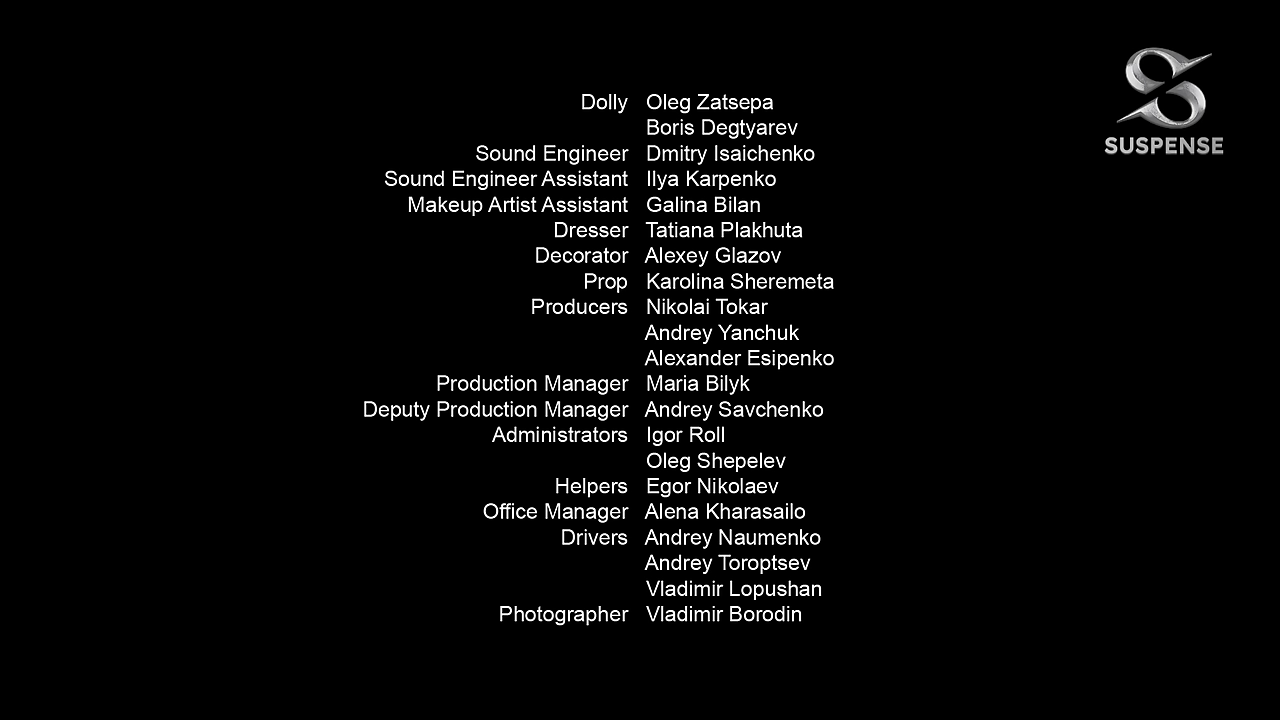 Dolly Oleg Zatsepa
Boris Degtyarev
Sound Engineer Dmitry Isaichenko
Sound Engineer Assistant Ilya Karpenko
Makeup Artist Assistant Galina Bilan
Dresser Tatiana Plakhuta
Decorator Alexey Glazov
Prop Karolina Sheremeta
Producers Nikolai Tokar
Andrey Yanchuk
Alexander Esipenko
Production Manager Maria Bilyk
Deputy Production Manager Andrey Savchenko
Administrators Igor Roll
Oleg Shepelev
Helpers Egor Nikolaev
Office Manager Alena Kharasailo
Drivers Andrey Naumenko
Andrey Toroptsev
Vladimir Lopushan
Photographer Vladimir Borodin
SUSPENSE